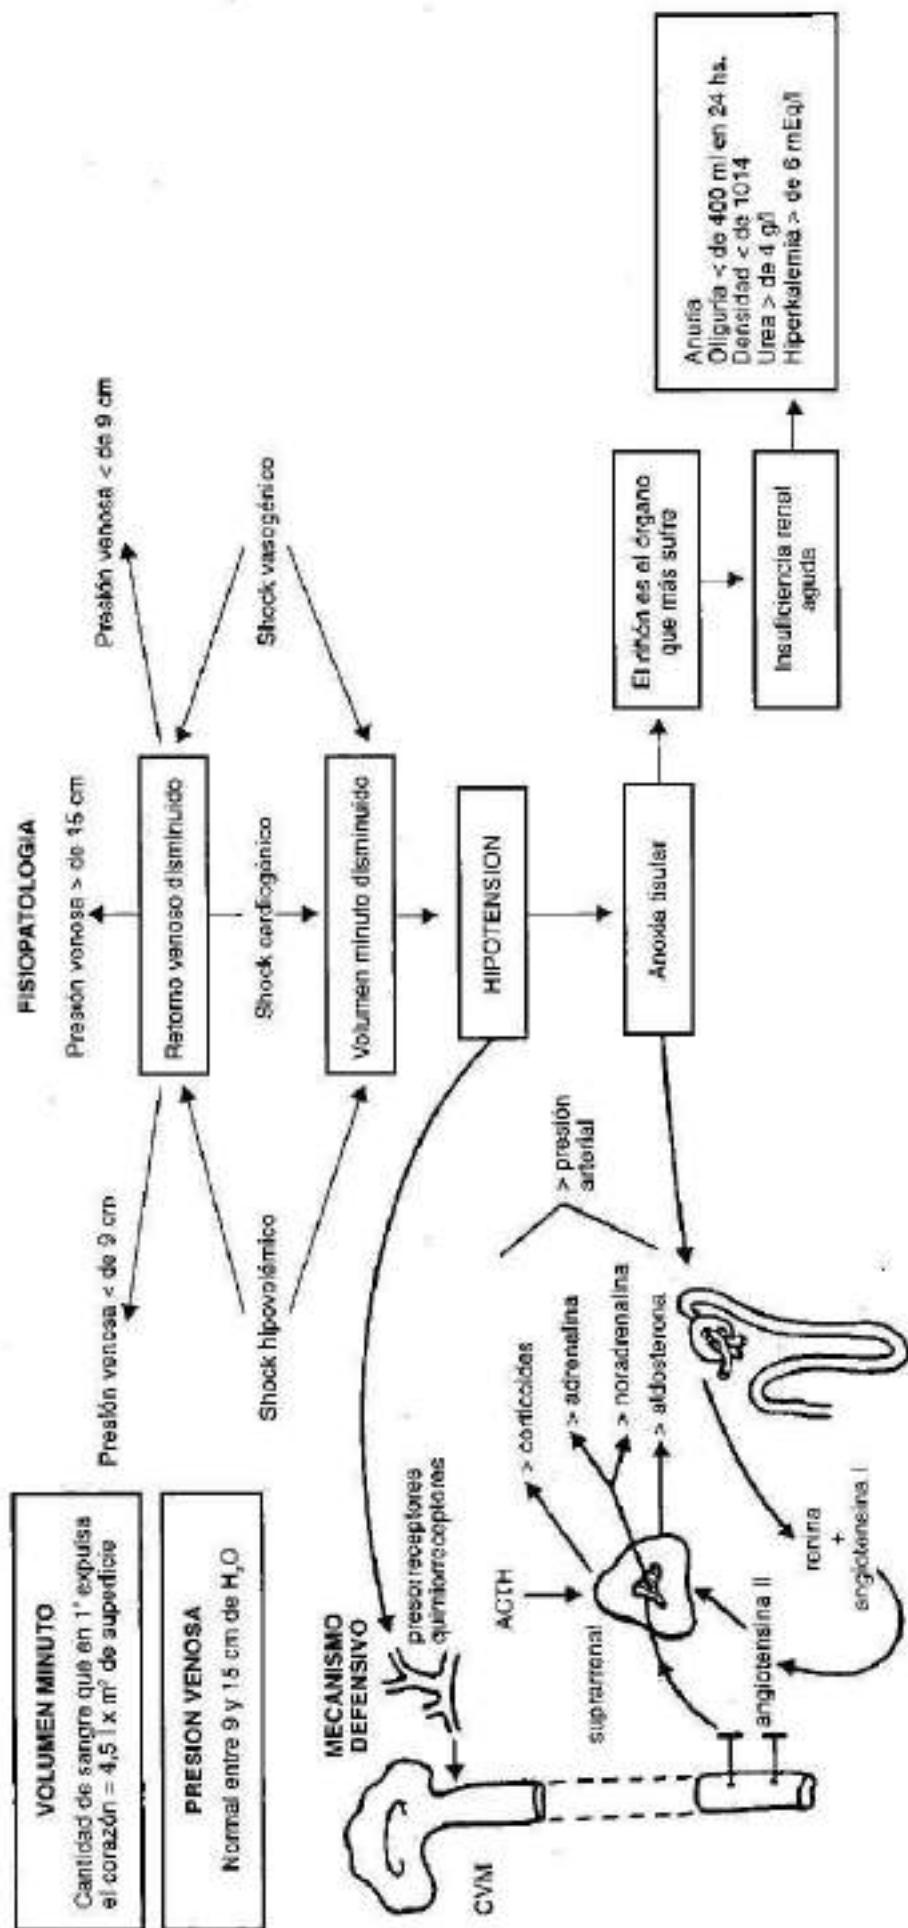 VOLUMEN MINUTO
Cantidad de sangre que en 1' expulsa
el corazón = 4,5 l x m² de superficie
PRESION VENOSA
Normal entre 9 y 15 cm de H₂O
FISIOPATOLOGIA
Presión venosa < de 9 cm
Presión venosa > de 15 cm
Presión venosa < de 9 cm
Retorno venoso disminuido
Shock hipovolémico
Shock cardiogénico
Shock vasogénico
Volumen minuto disminuido
HIPOTENSION
Anoxia tisular
El riñón es el órgano
que más sufre
Insuficiencia renal
aguda
Anuria
Oliguria < de 400 ml en 24 hs.
Densidad < de 1014
Urea > de 4 g/l
Hiperkalemia > de 6 mEq/l
MECANISMO
DEFENSIVO
presorreceptores
quimiorreceptores
CVM
ACTH
suprarrenal
> corticoides
> adrenalina
> noradrenalina
> aldosterona
> presión
arterial
angiotensina II
renina
+
angiotensina I